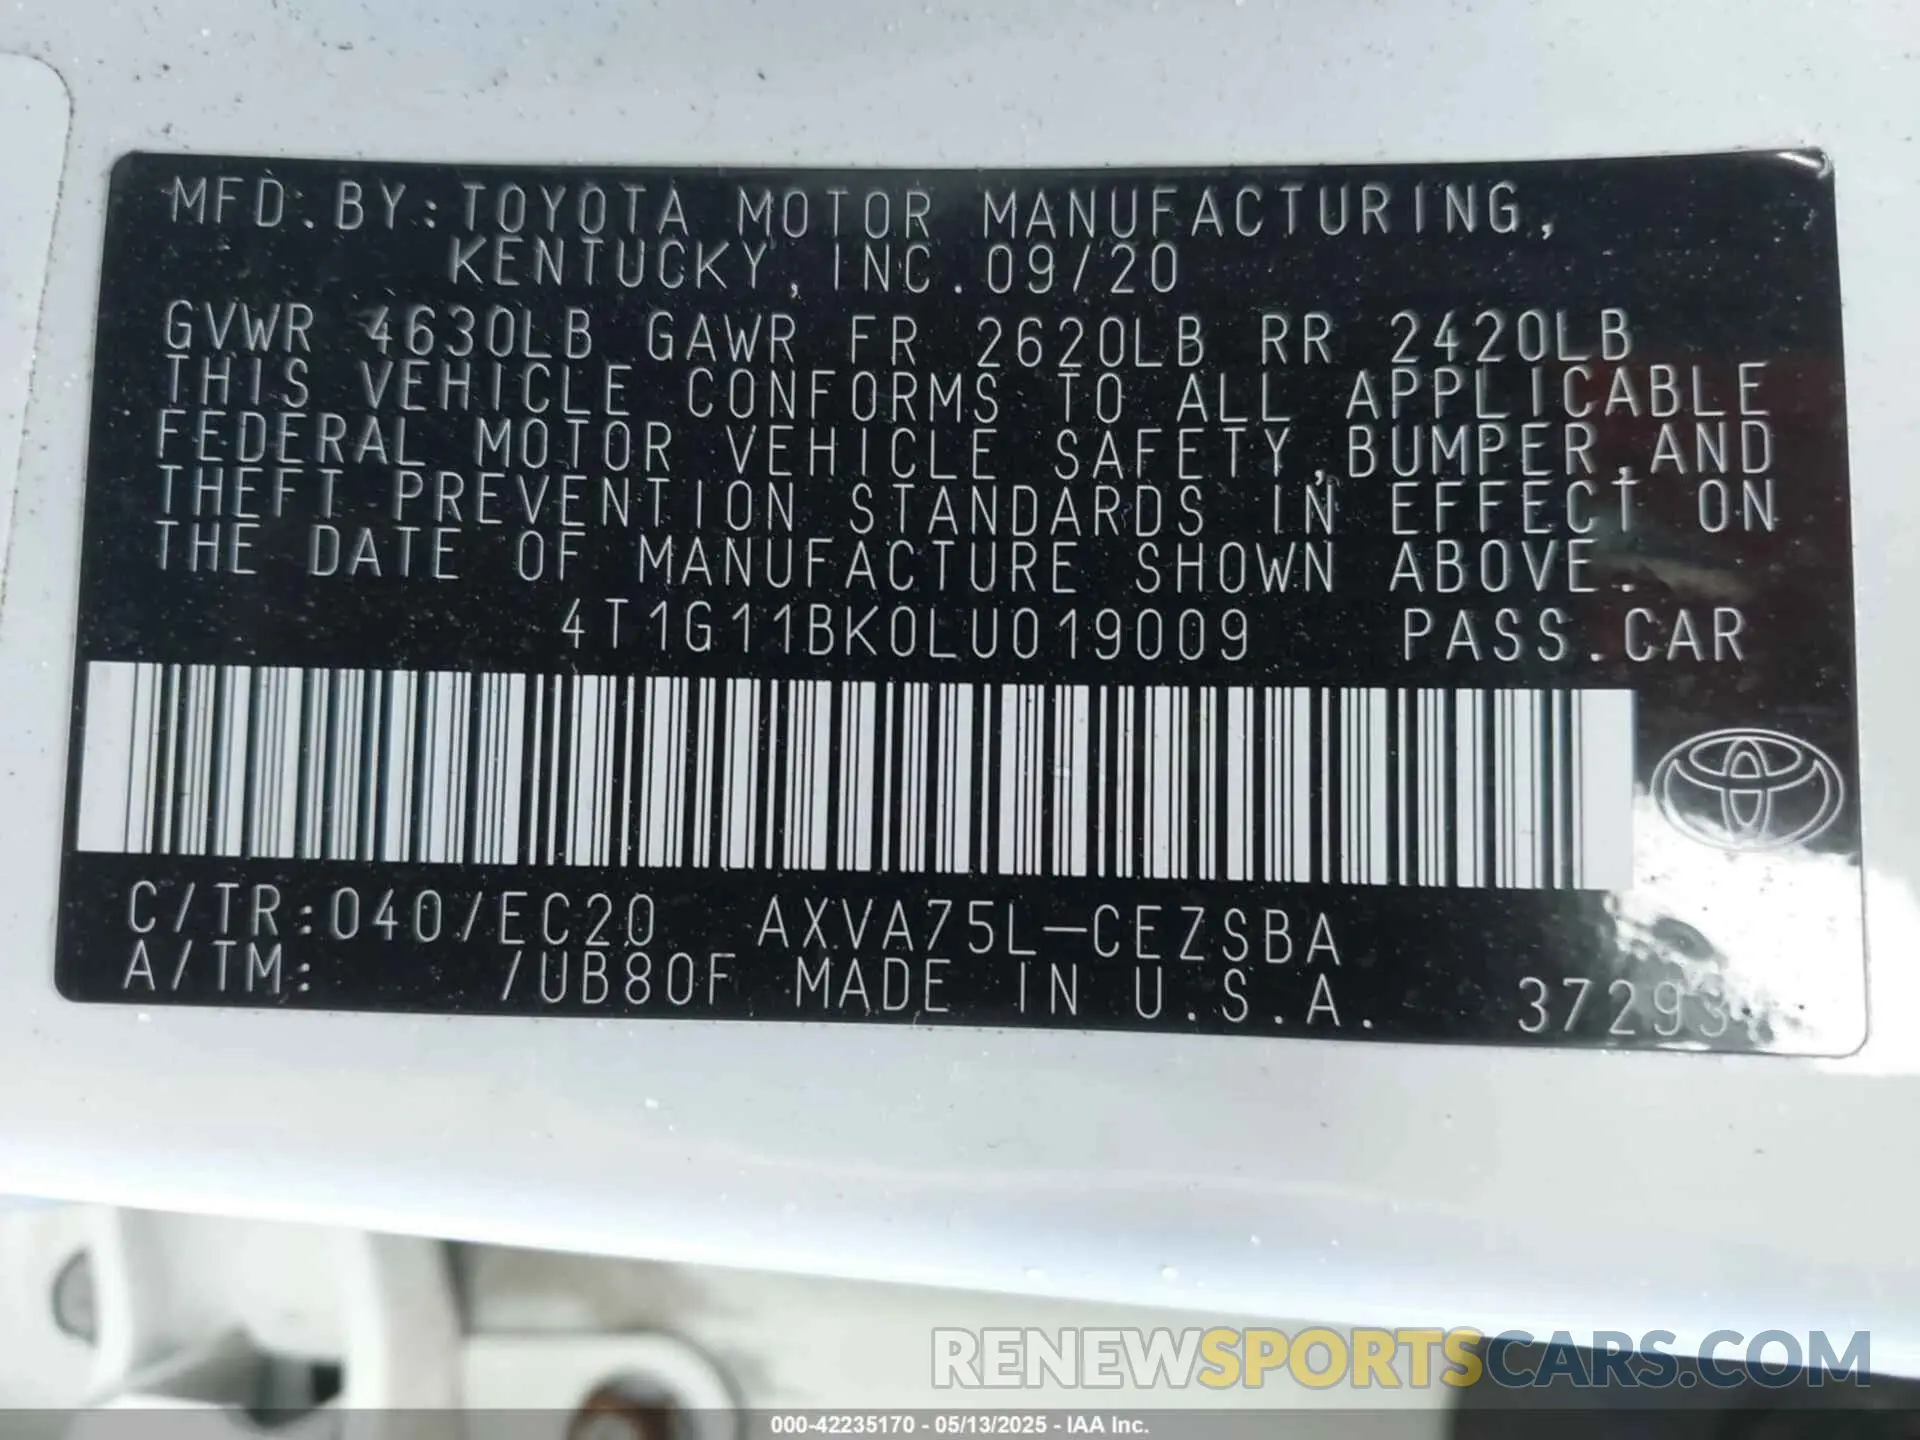 MFD.BY:TOYOTA MOTOR MANUFACTURING,
KENTUCKY,INC.09/20
GVWR 4630LB GAWR FR 2620LB RR 2420LB
THIS VEHICLE CONFORMS TO ALL APPLICABLE
FEDERAL MOTOR VEHICLE SAFETY,BUMPER,AND
THEFT PREVENTION STANDARDS IN EFFECT ON
THE DATE OF MANUFACTURE SHOWN ABOVE.
4T1G11BK0LU019009 PASS.CAR
C/TR:040/EC20 AXVA75L-CEZSBA
A/TM: /UB80F MADE IN U.S.A.
RENEWSPORTSCARS.COM
000-42235170 - 05/13/2025 - IAA Inc.